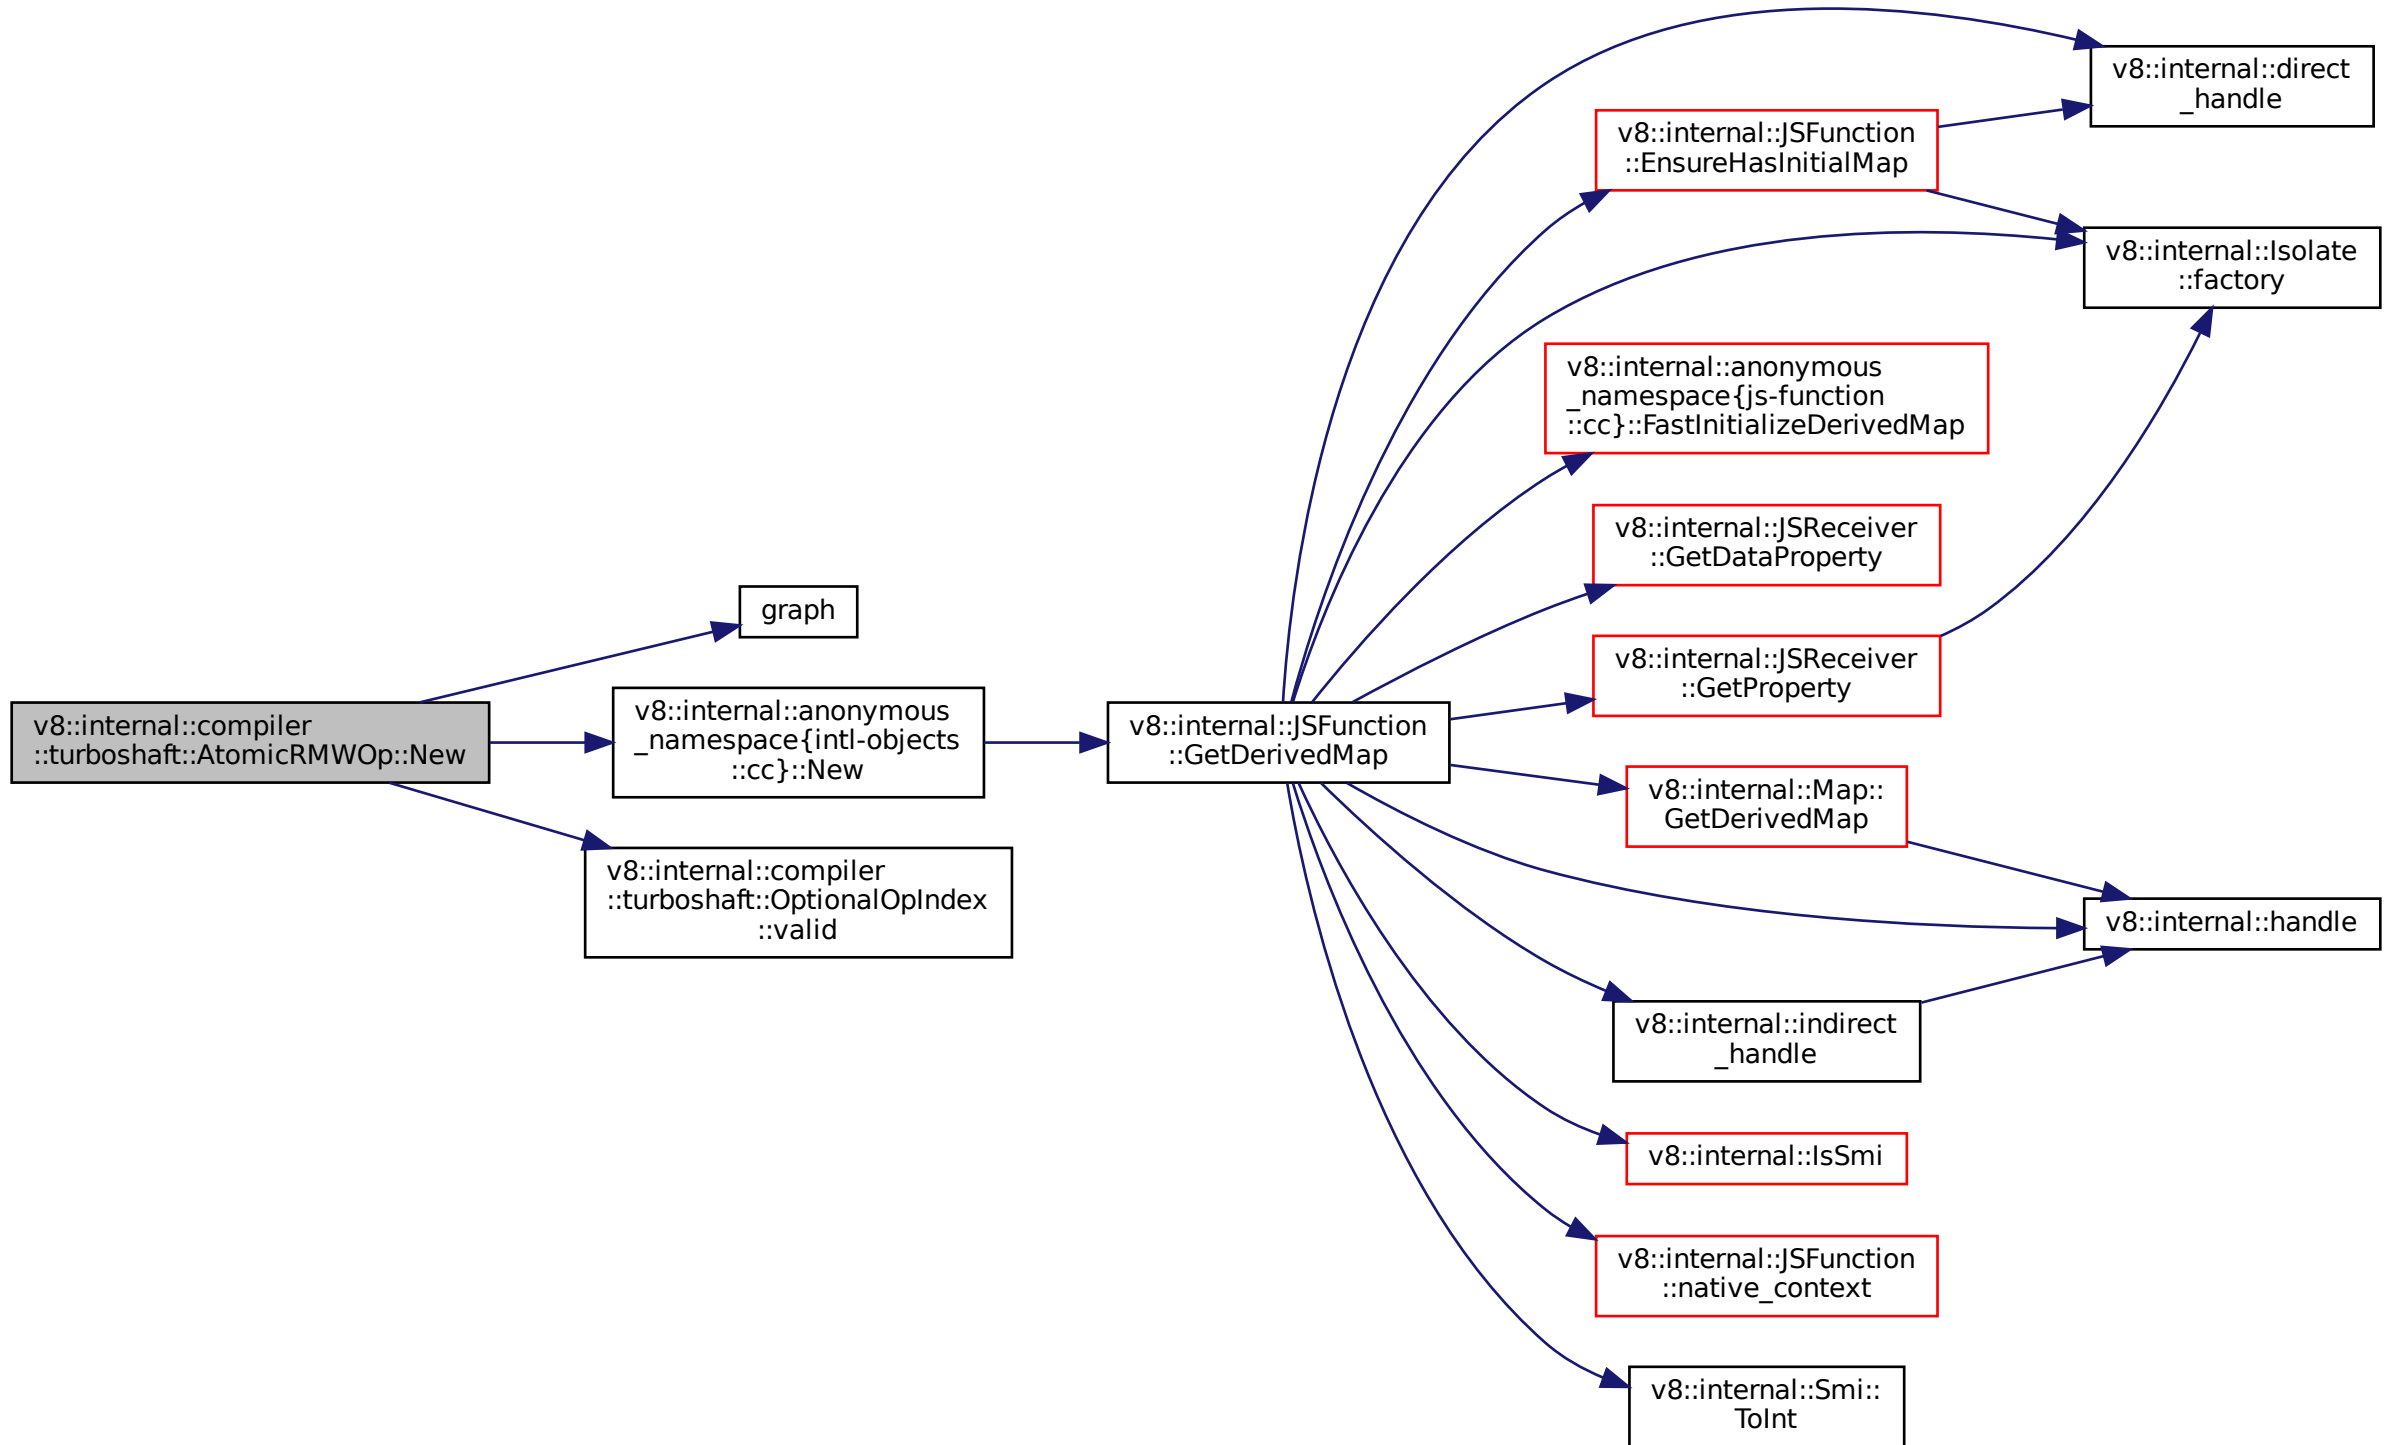 v8::internal::compiler
::turboshaft::AtomicRMWOp::New
graph
v8::internal::anonymous
_namespace{intl-objects
::cc}::New
v8::internal::compiler
::turboshaft::OptionalOpIndex
::valid
v8::internal::JSFunction
::GetDerivedMap
v8::internal::direct
_handle
v8::internal::JSFunction
::EnsureHasInitialMap
v8::internal::Isolate
::factory
v8::internal::anonymous
_namespace{js-function
::cc}::FastInitializeDerivedMap
v8::internal::JSReceiver
::GetDataProperty
v8::internal::JSReceiver
::GetProperty
v8::internal::Map::
GetDerivedMap
v8::internal::handle
v8::internal::indirect
_handle
v8::internal::IsSmi
v8::internal::JSFunction
::native_context
v8::internal::Smi::
ToInt